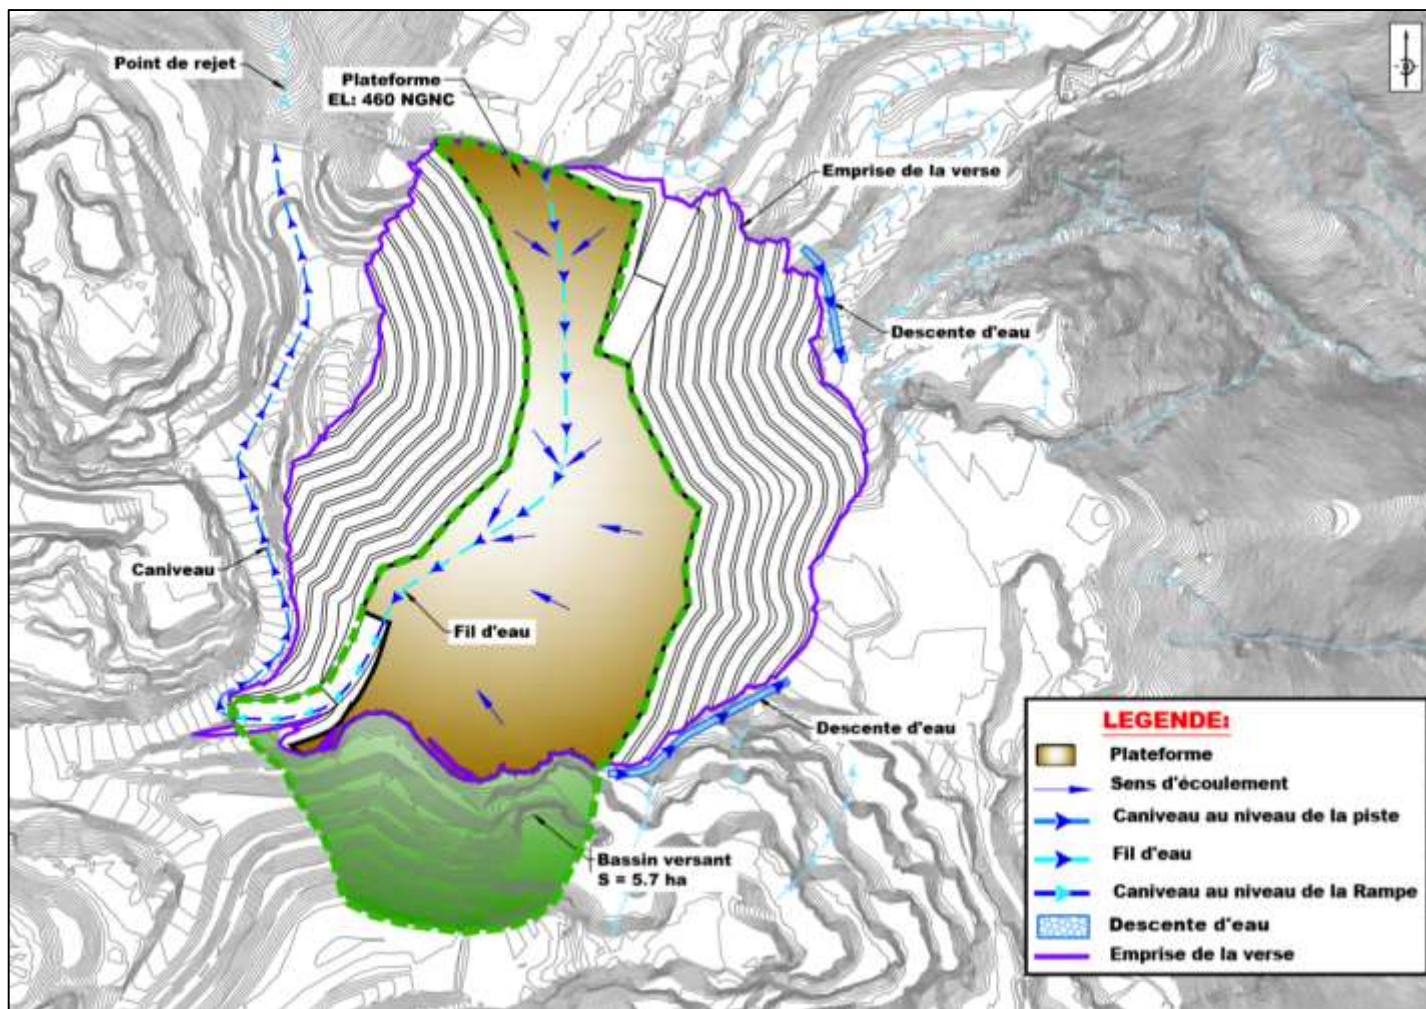 Point de rejet
Plateforme
EL: 460 NGNC
Emprise de la verse
Descente d'eau
Caniveau
Fil d'eau
Descente d'eau
Bassin versant
S = 5.7 ha
LEGENDE:
Plateforme
Sens d'écoulement
Caniveau au niveau de la piste
Fil d'eau
Caniveau au niveau de la Rampe
Descente d'eau
Emprise de la verse